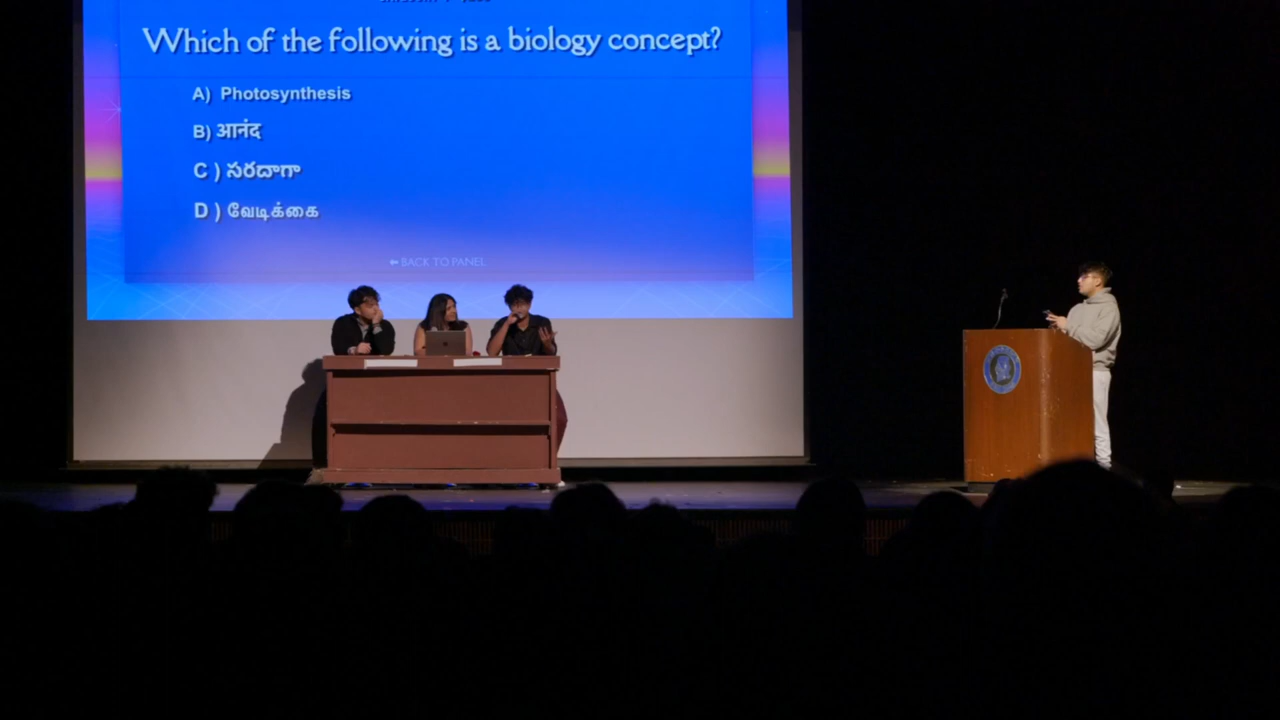 Which of the following is a biology concept?
A) Photosynthesis
B) आनंद
C ) సరదాగా
D ) வேடிக்கை
⬅ BACK TO PANEL